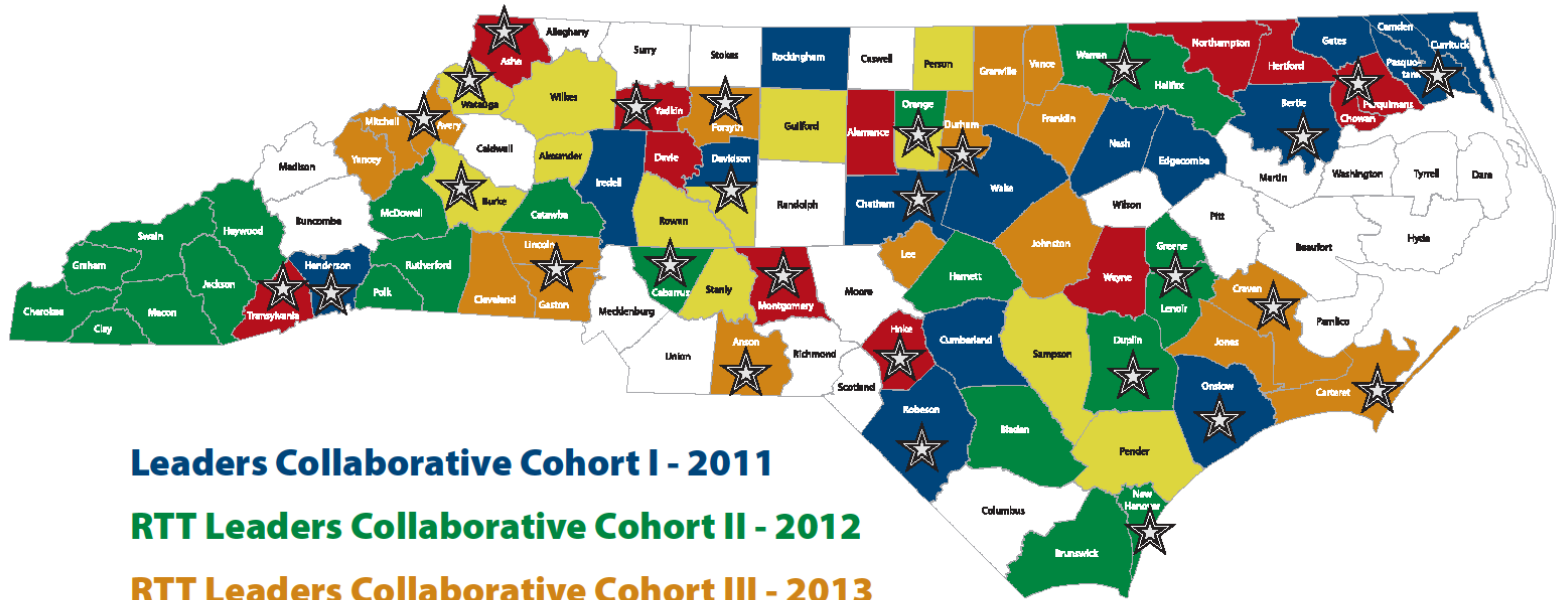 Alleghany
Ashe
Surry
Stokes
Rockingham
Caswell
Person
Granville
Vance
Warren
Northampton
Halifax
Hertford
Gates
Camden
Currituck
Pasquo-
tank
Perquimans
Chowan
Bertie
Watauga
Wilkes
Yadkin
Forsyth
Guilford
Alamance
Orange
Durham
Franklin
Nash
Edgecombe
Martin
Washington
Tyrrell
Dare
Mitchell
Avery
Yancey
Caldwell
Alexander
Iredell
Davie
Davidson
Randolph
Chatham
Wake
Wilson
Pitt
Beaufort
Hyde
Madison
Buncombe
McDowell
Burke
Catawba
Rowan
Swain
Haywood
Graham
Jackson
Henderson
Rutherford
Lincoln
Cherokee
Clay
Macon
Transylvania
Polk
Cleveland
Gaston
Mecklenburg
Cabarrus
Stanly
Montgomery
Moore
Lee
Harnett
Johnston
Wayne
Greene
Lenoir
Craven
Pamlico
Union
Anson
Richmond
Scotland
Hoke
Cumberland
Sampson
Duplin
Jones
Onslow
Carteret
Robeson
Bladen
Pender
Columbus
New
Hanover
Brunswick
Leaders Collaborative Cohort I - 2011
RTT Leaders Collaborative Cohort II - 2012
RTT Leaders Collaborative Cohort III - 2013